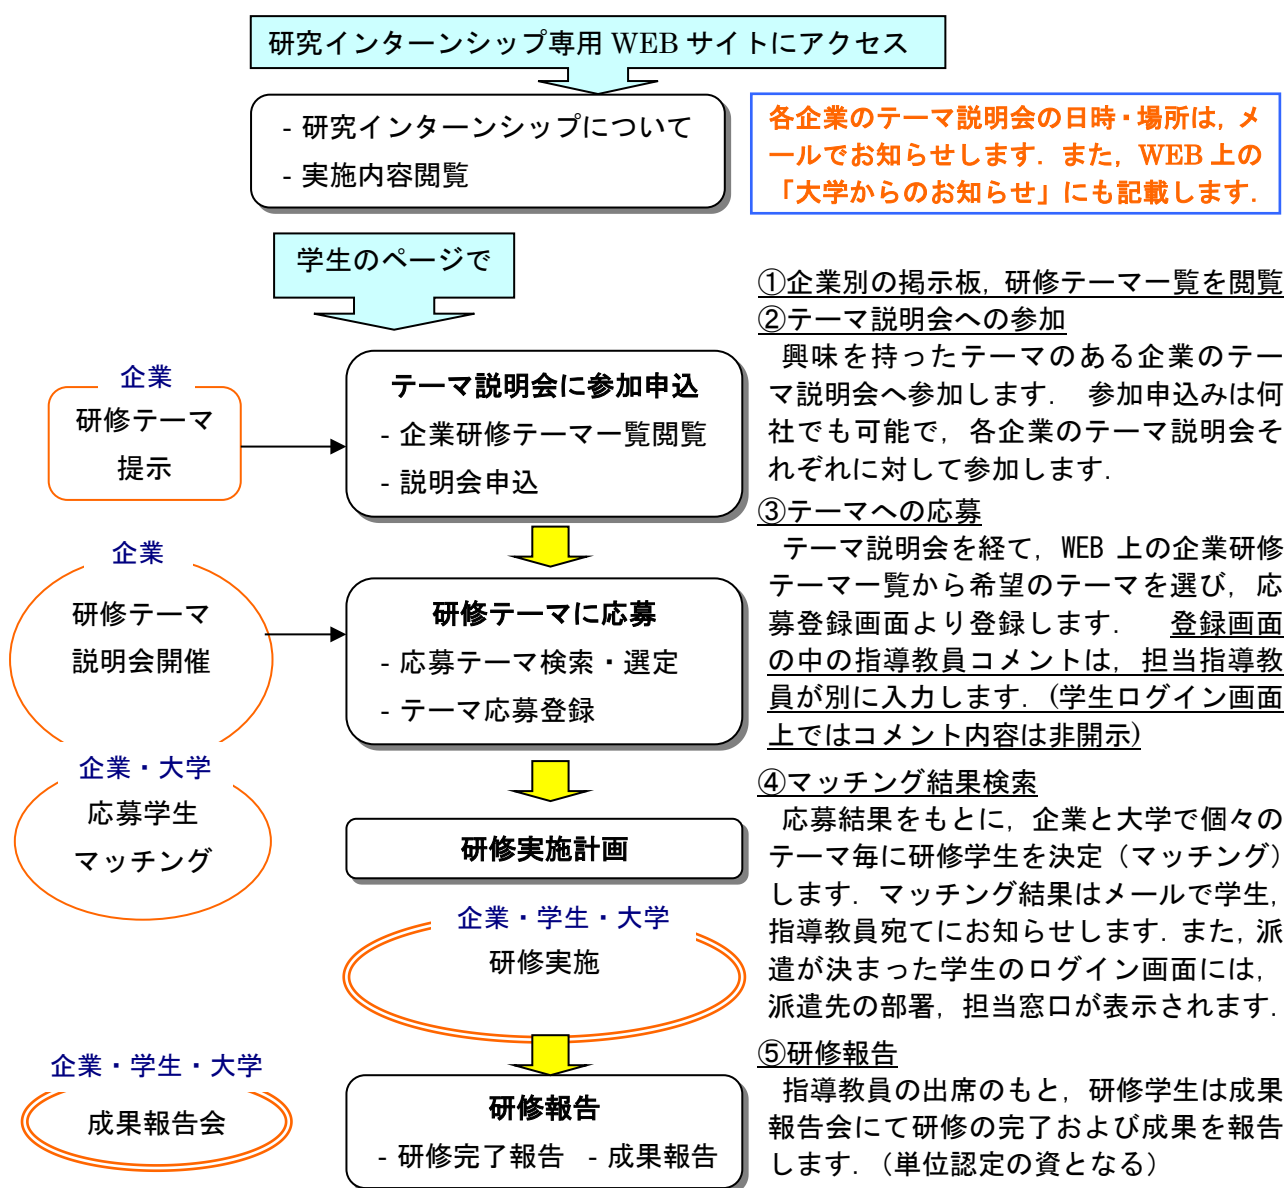 研究インターンシップ専用 WEB サイトにアクセス
- 研究インターンシップについて
- 実施内容閲覧
各企業のテーマ説明会の日時・場所は，メ
ールでお知らせします．また，WEB 上の
「大学からのお知らせ」にも記載します．
学生のページで
企業
研修テーマ
提示
テーマ説明会に参加申込
- 企業研修テーマ一覧閲覧
- 説明会申込
企業
研修テーマ
説明会開催
研修テーマに応募
- 応募テーマ検索・選定
- テーマ応募登録
企業・大学
応募学生
マッチング
研修実施計画
企業・学生・大学
研修実施
企業・学生・大学
成果報告会
研修報告
- 研修完了報告 - 成果報告
①企業別の掲示板，研修テーマ一覧を閲覧
②テーマ説明会への参加
興味を持ったテーマのある企業のテー
マ説明会へ参加します． 参加申込みは何
社でも可能で，各企業のテーマ説明会そ
れぞれに対して参加します．
③テーマへの応募
テーマ説明会を経て，WEB 上の企業研修
テーマ一覧から希望のテーマを選び，応
募登録画面より登録します． 登録画面
の中の指導教員コメントは，担当指導教
員が別に入力します．(学生ログイン画面
上ではコメント内容は非開示)
④マッチング結果検索
応募結果をもとに，企業と大学で個々の
テーマ毎に研修学生を決定（マッチング）
します．マッチング結果はメールで学生，
指導教員宛てにお知らせします．また，派
遣が決まった学生のログイン画面には，
派遣先の部署，担当窓口が表示されます．
⑤研修報告
指導教員の出席のもと，研修学生は成果
報告会にて研修の完了および成果を報告
します．（単位認定の資となる）